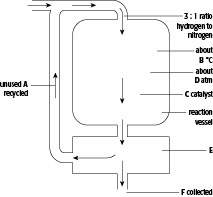 3 : 1 ratio
hydrogen to
nitrogen
about
B °C
about
D atm
unused A
recycled
C catalyst
reaction
vessel
E
F collected